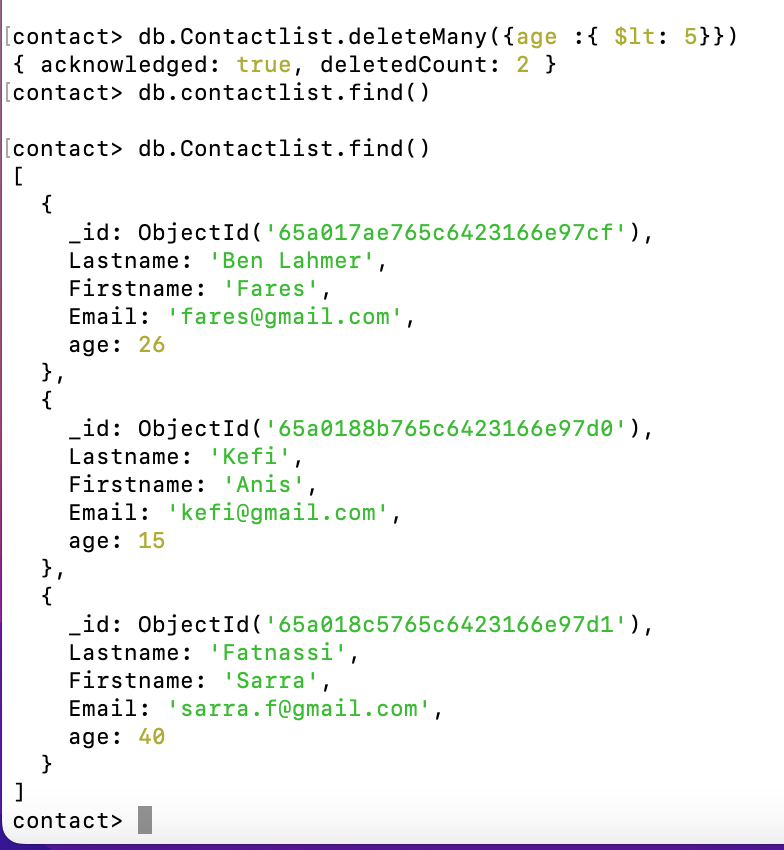 [contact> db.Contactlist.deleteMany({age :{ $lt: 5}})
{ acknowledged: true, deletedCount: 2 }
[contact> db.contactlist.find()
[contact> db.Contactlist.find()
[
  {
    _id: ObjectId('65a017ae765c6423166e97cf'),
    Lastname: 'Ben Lahmer',
    Firstname: 'Fares',
    Email: 'fares@gmail.com',
    age: 26
  },
  {
    _id: ObjectId('65a0188b765c6423166e97d0'),
    Lastname: 'Kefi',
    Firstname: 'Anis',
    Email: 'kefi@gmail.com',
    age: 15
  },
  {
    _id: ObjectId('65a018c5765c6423166e97d1'),
    Lastname: 'Fatnassi',
    Firstname: 'Sarra',
    Email: 'sarra.f@gmail.com',
    age: 40
  }
]
contact>